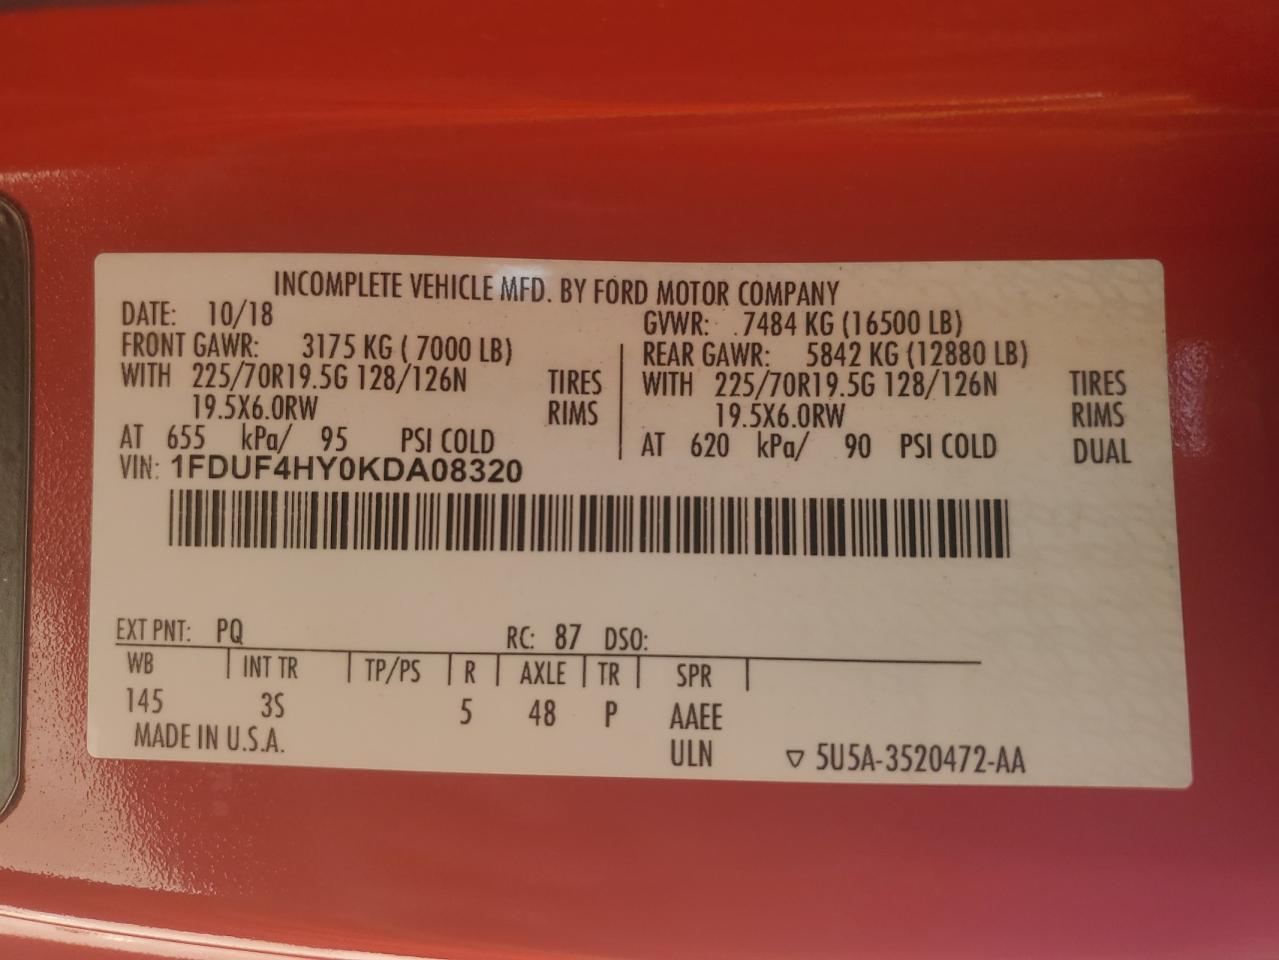 INCOMPLETE VEHICLE MFD. BY FORD MOTOR COMPANY
DATE: 10/18 GVWR: 7484 KG (16500 LB)
FRONT GAWR: 3175 KG ( 7000 LB) REAR GAWR: 5842 KG (12880 LB)
WITH 225/70R19.5G 128/126N TIRES WITH 225/70R19.5G 128/126N TIRES
19.5X6.0RW RIMS 19.5X6.0RW RIMS
AT 655 kPa/ 95 PSI COLD AT 620 kPa/ 90 PSI COLD DUAL
VIN: 1FDUF4HY0KDA08320
EXT PNT: PQ RC: 87 DSO:
WB INT TR TP/PS R AXLE TR SPR
145 3S 5 48 P AAEE
MADE IN U.S.A. ULN ▽ 5U5A-3520472-AA